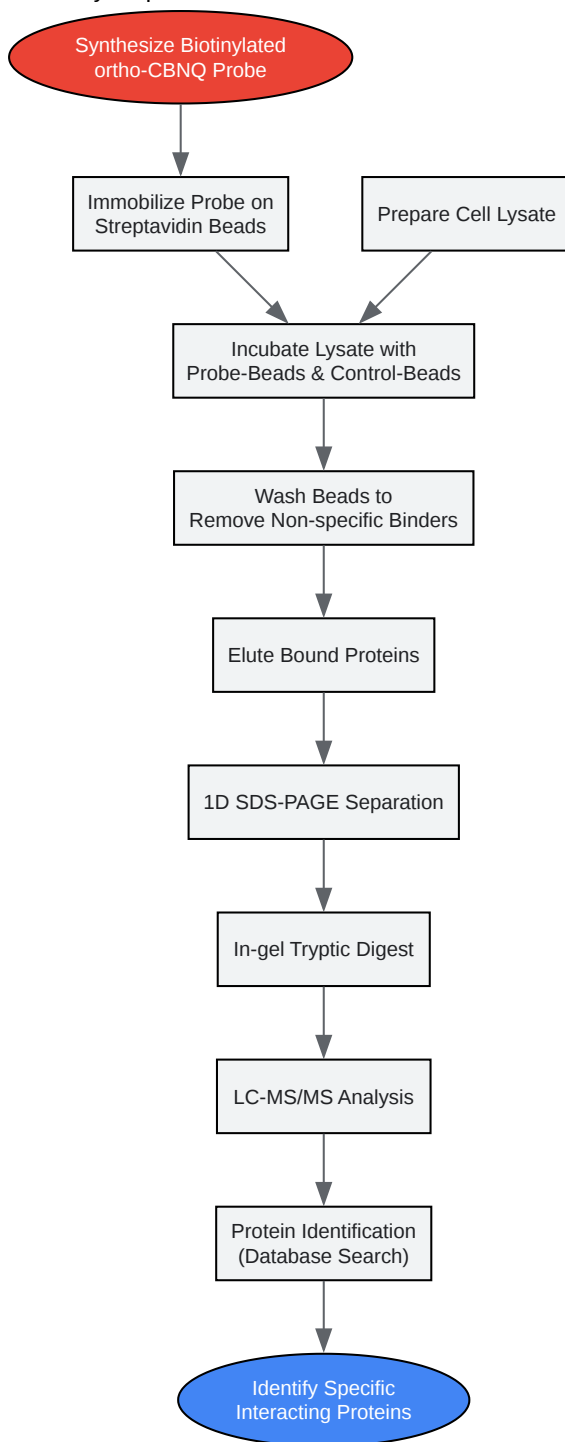 Synthesize Biotinylated
ortho-CBNQ Probe
Immobilize Probe on
Streptavidin Beads
Prepare Cell Lysate
Incubate Lysate with
Probe-Beads & Control-Beads
Wash Beads to
Remove Non-specific Binders
Elute Bound Proteins
1D SDS-PAGE Separation
In-gel Tryptic Digest
LC-MS/MS Analysis
Protein Identification
(Database Search)
Identify Specific
Interacting Proteins